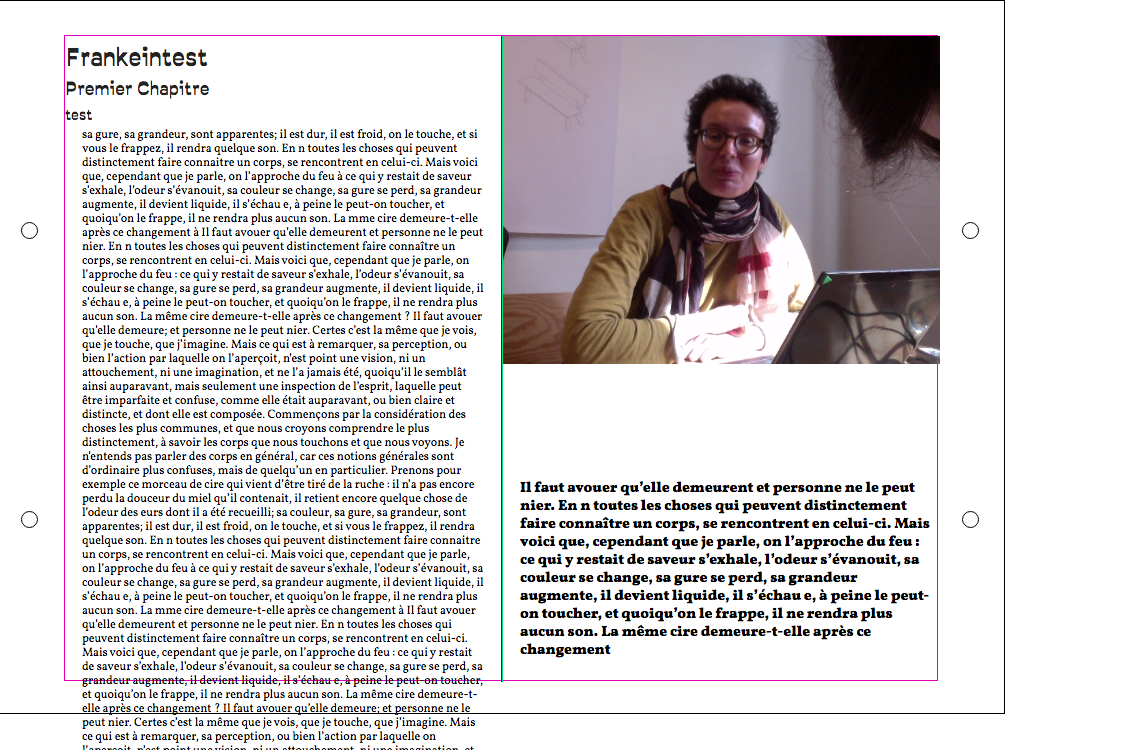 Frankeintest
Premier Chapitre
test
sa gure, sa grandeur, sont apparentes; il est dur, il est froid, on le touche, et si
vous le frappez, il rendra quelque son. En n toutes les choses qui peuvent
distinctement faire connaitre un corps, se rencontrent en celui-ci. Mais voici
que, cependant que je parle, on l'approche du feu à ce qui y restait de saveur
s'exhale, l'odeur s'évanouit, sa couleur se change, sa gure se perd, sa grandeur
augmente, il devient liquide, il s'échau e, à peine le peut-on toucher, et
quoiqu'on le frappe, il ne rendra plus aucun son. La mme cire demeure-t-elle
après ce changement à Il faut avouer qu'elle demeurent et personne ne le peut
nier. En n toutes les choses qui peuvent distinctement faire connaître un
corps, se rencontrent en celui-ci. Mais voici que, cependant que je parle, on
l'approche du feu : ce qui y restait de saveur s'exhale, l'odeur s'évanouit, sa
couleur se change, sa gure se perd, sa grandeur augmente, il devient liquide, il
s'échau e, à peine le peut-on toucher, et quoiqu'on le frappe, il ne rendra plus
aucun son. La même cire demeure-t-elle après ce changement ? Il faut avouer
qu'elle demeure; et personne ne le peut nier. Certes c'est la même que je vois,
que je touche, que j'imagine. Mais ce qui est à remarquer, sa perception, ou
bien l'action par laquelle on l'aperçoit, n'est point une vision, ni un
attouchement, ni une imagination, et ne l'a jamais été, quoiqu'il le semblât
ainsi auparavant, mais seulement une inspection de l'esprit, laquelle peut
être imparfaite et confuse, comme elle était auparavant, ou bien claire et
distincte, et dont elle est composée. Commençons par la considération des
choses les plus communes, et que nous croyons comprendre le plus
distinctement, à savoir les corps que nous touchons et que nous voyons. Je
n'entends pas parler des corps en général, car ces notions générales sont
d'ordinaire plus confuses, mais de quelqu'un en particulier. Prenons pour
exemple ce morceau de cire qui vient d'être tiré de la ruche : il n'a pas encore
perdu la douceur du miel qu'il contenait, il retient encore quelque chose de
l'odeur des eurs dont il a été recueilli; sa couleur, sa gure, sa grandeur, sont
apparentes; il est dur, il est froid, on le touche, et si vous le frappez, il rendra
quelque son. En n toutes les choses qui peuvent distinctement faire connaitre
un corps, se rencontrent en celui-ci. Mais voici que, cependant que je parle,
on l'approche du feu à ce qui y restait de saveur s'exhale, l'odeur s'évanouit, sa
couleur se change, sa gure se perd, sa grandeur augmente, il devient liquide, il
s'échau e, à peine le peut-on toucher, et quoiqu'on le frappe, il ne rendra plus
aucun son. La mme cire demeure-t-elle après ce changement à Il faut avouer
qu'elle demeurent et personne ne le peut nier. En n toutes les choses qui
peuvent distinctement faire connaître un corps, se rencontrent en celui-ci.
Mais voici que, cependant que je parle, on l'approche du feu : ce qui y restait
de saveur s'exhale, l'odeur s'évanouit, sa couleur se change, sa gure se perd, sa
grandeur augmente, il devient liquide, il s'échau e, à peine le peut-on toucher,
et quoiqu'on le frappe, il ne rendra plus aucun son. La même cire demeure-t-
elle après ce changement ? Il faut avouer qu'elle demeure; et personne ne le
peut nier. Certes c'est la même que je vois, que je touche, que j'imagine. Mais
ce qui est à remarquer, sa perception, ou bien l'action par laquelle on
l'aperçoit, n'est point une vision, ni un attouchement, ni une imagination, et
Il faut avouer qu'elle demeurent et personne ne le peut
nier. En n toutes les choses qui peuvent distinctement
faire connaître un corps, se rencontrent en celui-ci. Mais
voici que, cependant que je parle, on l'approche du feu :
ce qui y restait de saveur s'exhale, l'odeur s'évanouit, sa
couleur se change, sa gure se perd, sa grandeur
augmente, il devient liquide, il s'échau e, à peine le peut-
on toucher, et quoiqu'on le frappe, il ne rendra plus
aucun son. La même cire demeure-t-elle après ce
changement